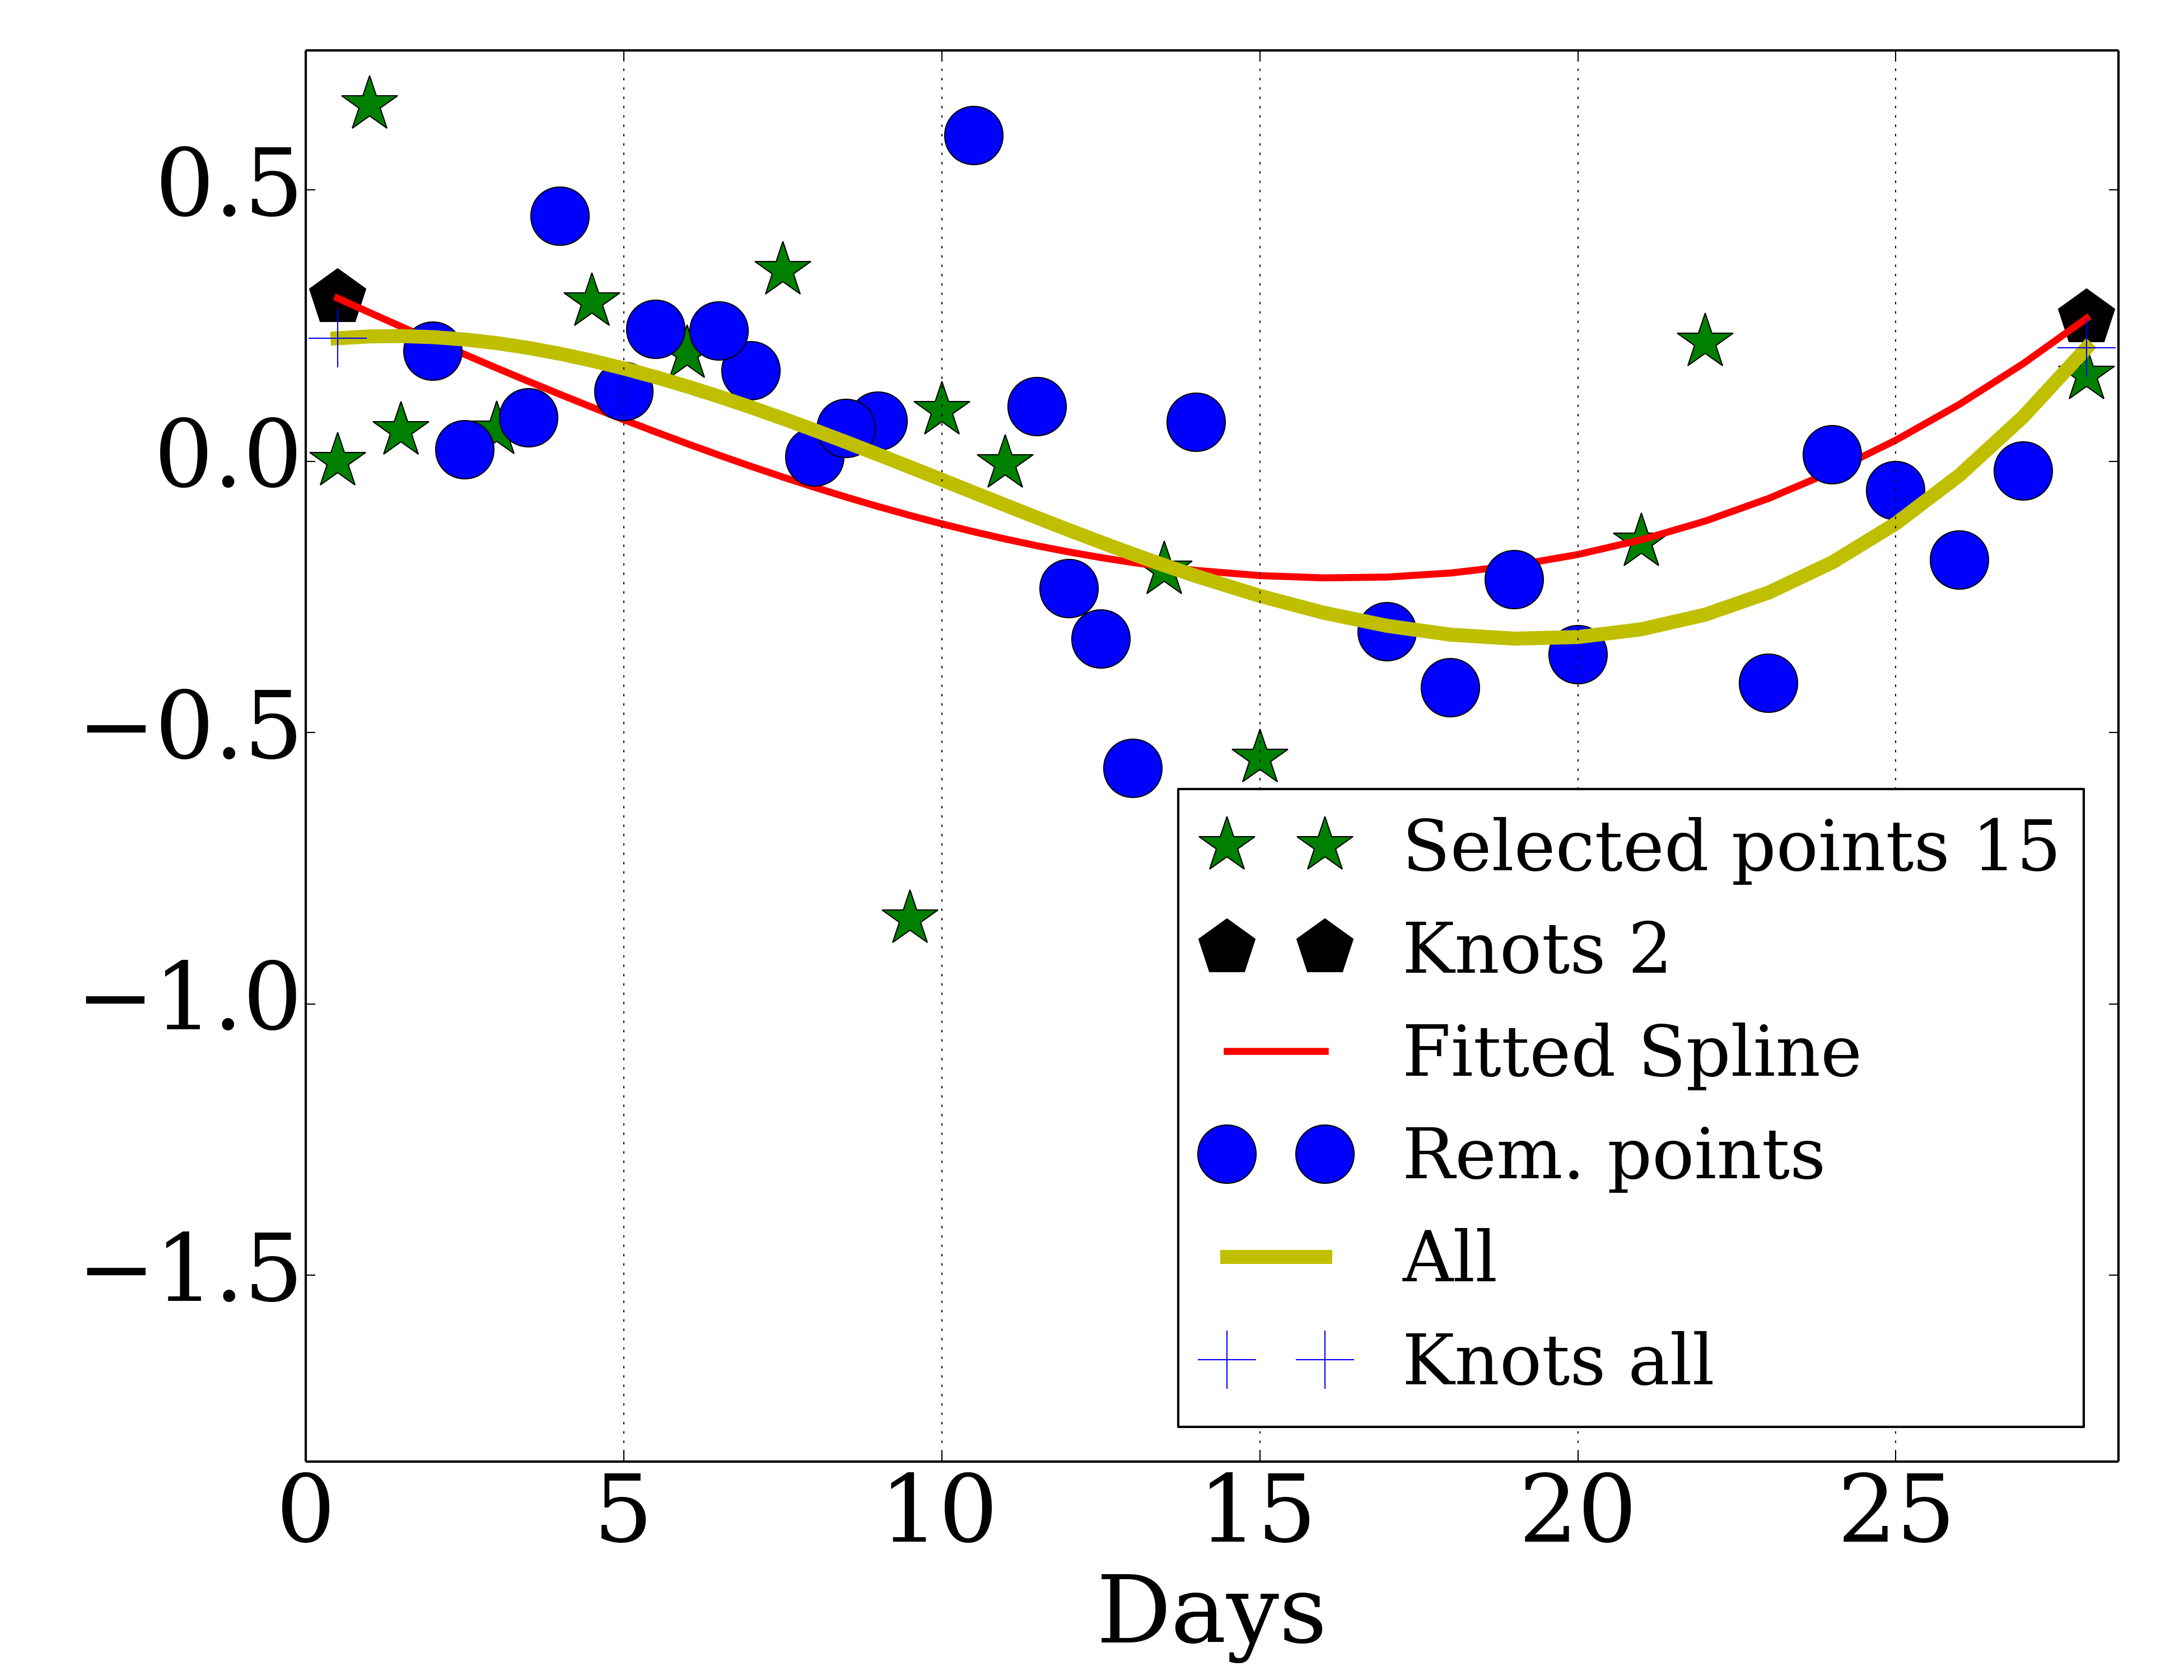 0.5
0.0
−0.5
−1.0
−1.5
Selected points 15
Knots 2
Fitted Spline
Rem. points
All
Knots all
0 5 10 15 20 25
Days